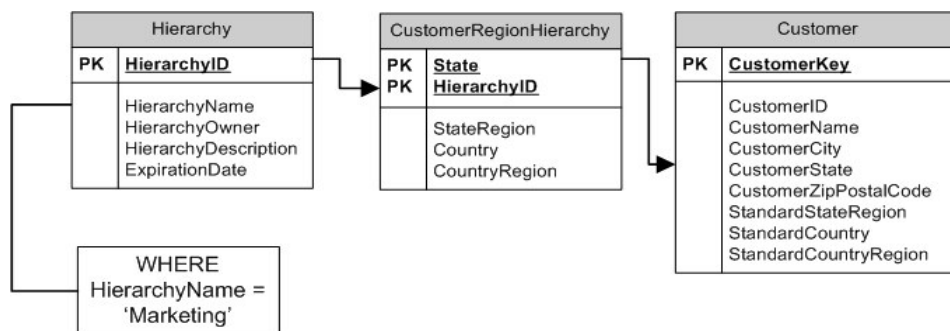 Hierarchy
PK HierarchyID
HierarchyName
HierarchyOwner
HierarchyDescription
ExpirationDate
CustomerRegionHierarchy
PK State
PK HierarchyID
StateRegion
Country
CountryRegion
Customer
PK CustomerKey
CustomerID
CustomerName
CustomerCity
CustomerState
CustomerZipPostalCode
StandardStateRegion
StandardCountry
StandardCountryRegion
WHERE
HierarchyName =
‘Marketing’